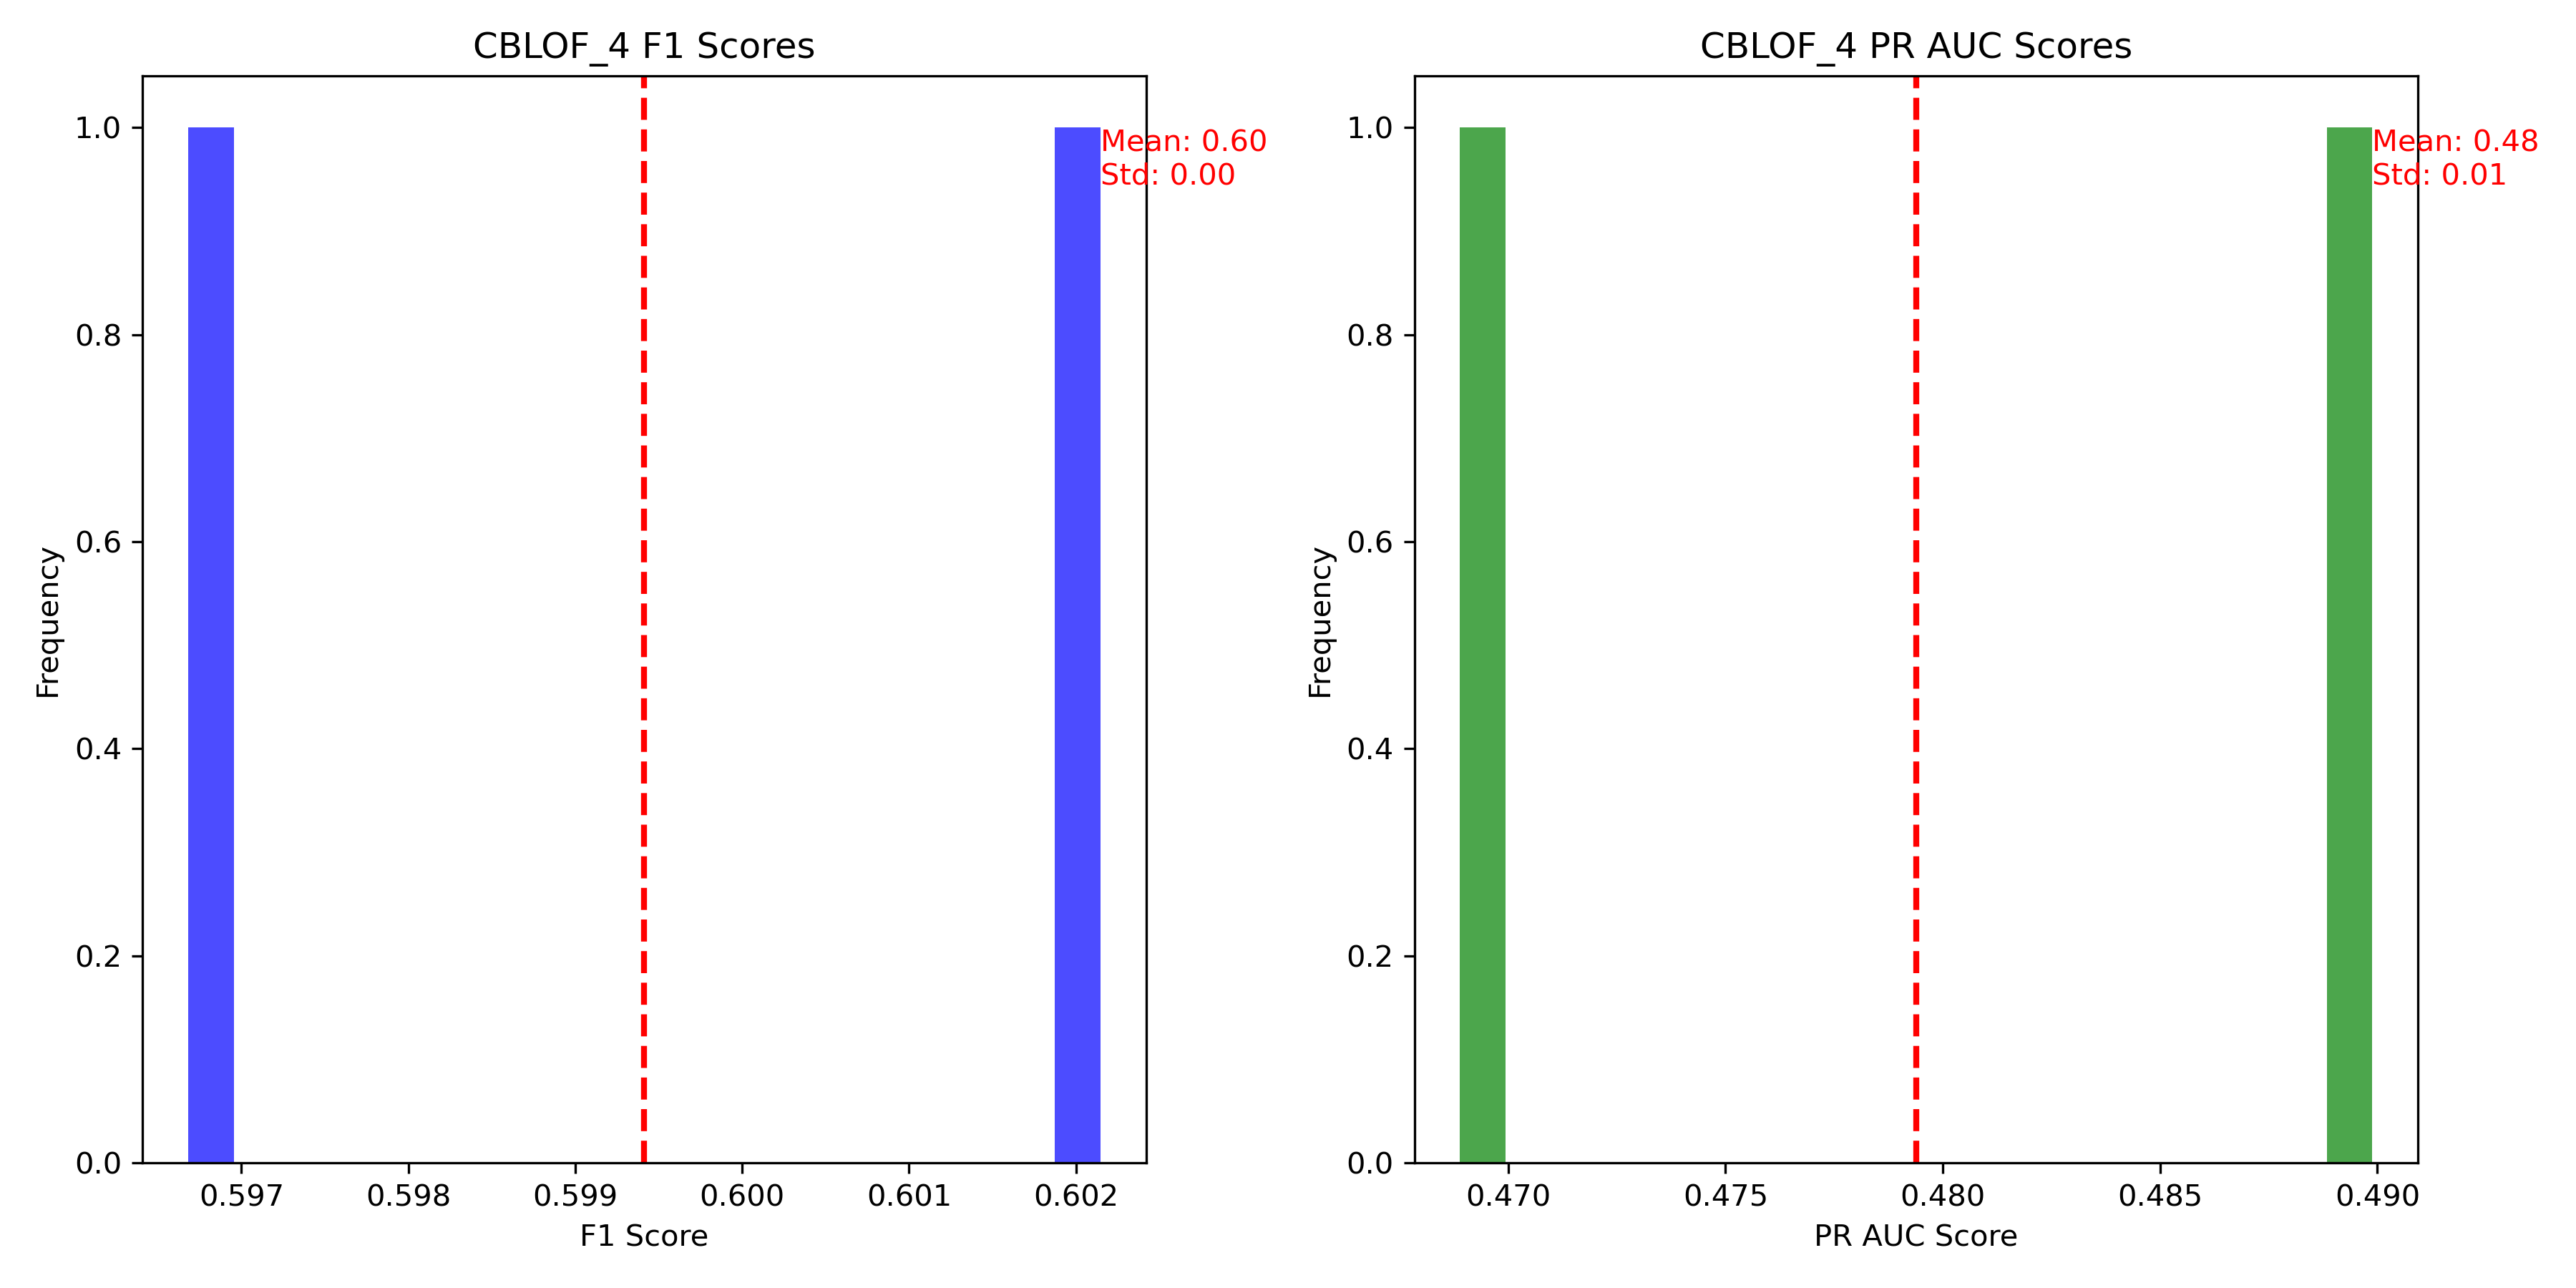 CBLOF_4 F1 Scores
1.0
0.8
0.6
0.4
0.2
0.0
Frequency
Mean: 0.60
Std: 0.00
0.597 0.598 0.599 0.600 0.601 0.602
F1 Score
CBLOF_4 PR AUC Scores
1.0
0.8
0.6
0.4
0.2
0.0
Frequency
Mean: 0.48
Std: 0.01
0.470 0.475 0.480 0.485 0.490
PR AUC Score